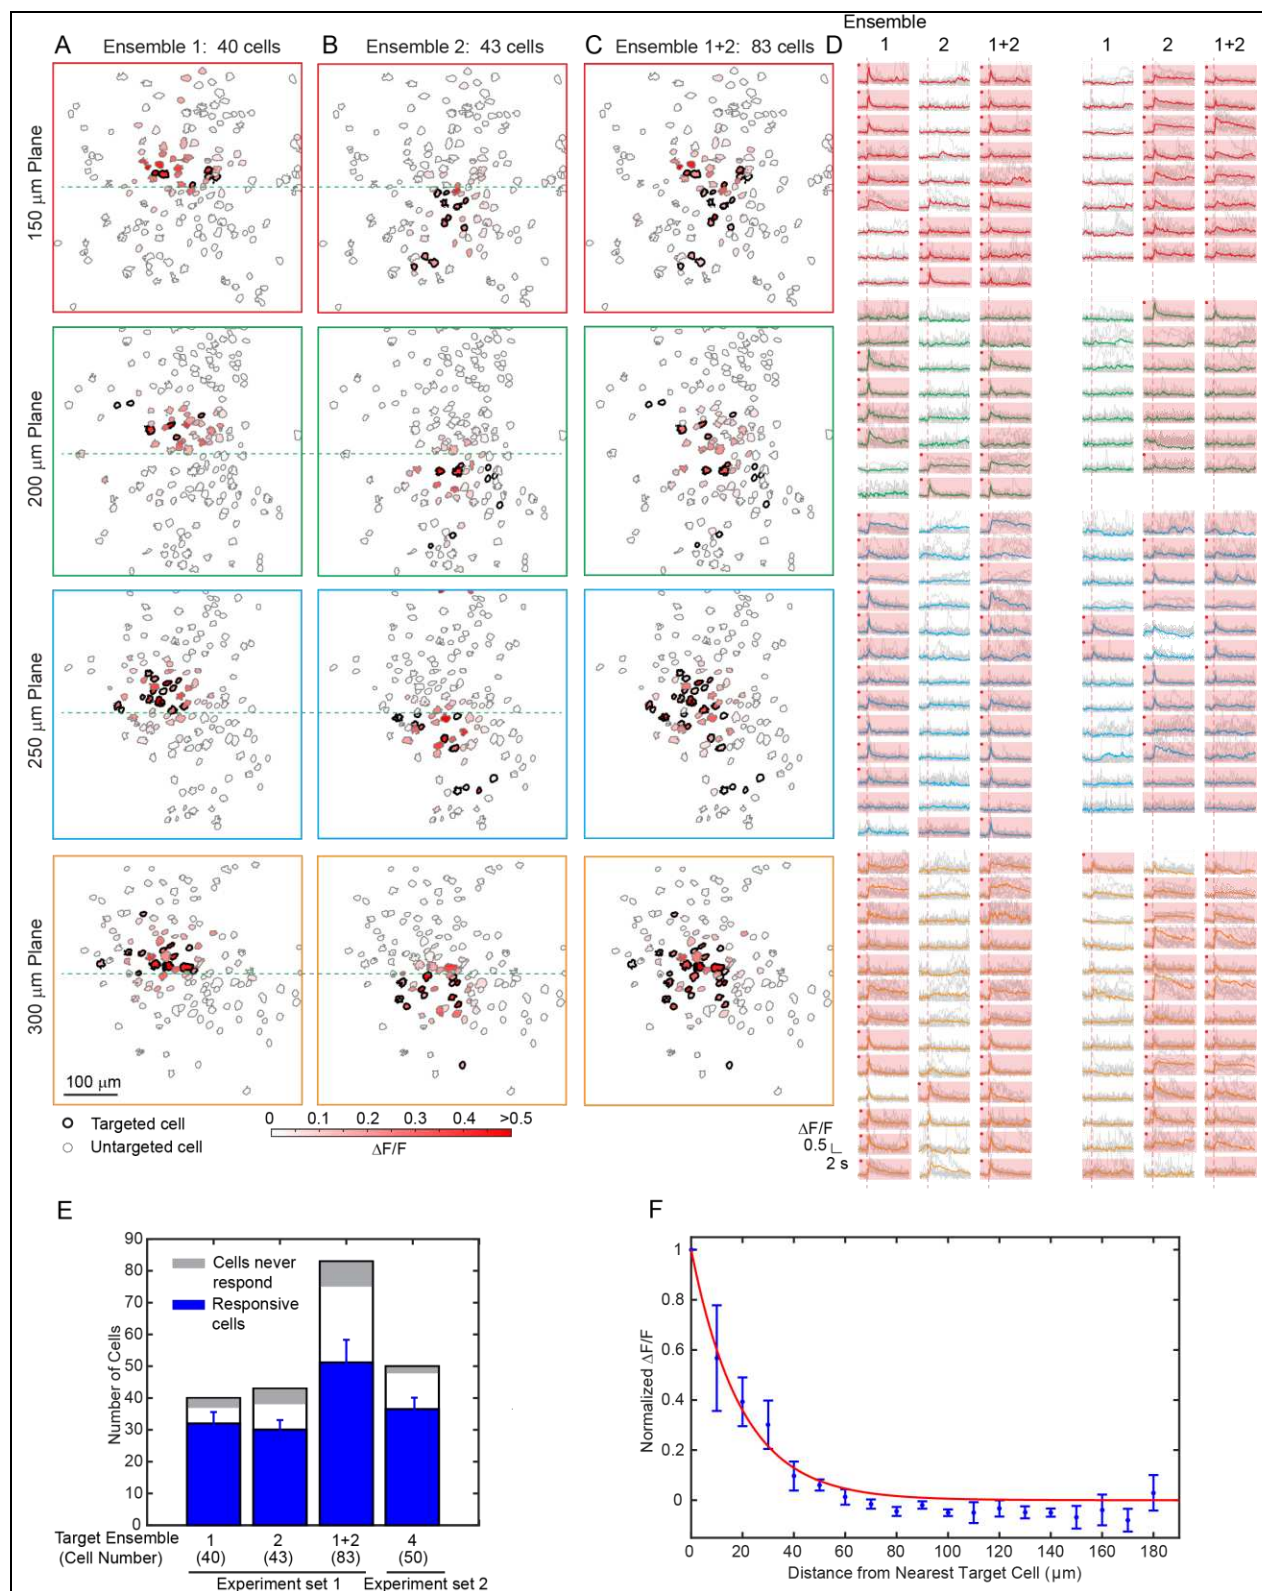 A Ensemble 1: 40 cells
B Ensemble 2: 43 cells
C Ensemble 1+2: 83 cells
D Ensemble
1 2 1+2 1 2 1+2
150 μm Plane
200 μm Plane
250 μm Plane
300 μm Plane
100 μm
Targeted cell
Untargeted cell
0 0.1 0.2 0.3 0.4 >0.5
ΔF/F
ΔF/F
0.5
2 s
E
Number of Cells
90
80
70
60
50
40
30
20
10
0
Cells never respond
Responsive cells
Target Ensemble 1 2 1+2 4
(Cell Number) (40) (43) (83) (50)
Experiment set 1 Experiment set 2
F
Normalized ΔF/F
1
0.8
0.6
0.4
0.2
0
0 20 40 60 80 100 120 140 160 180
Distance from Nearest Target Cell (μm)